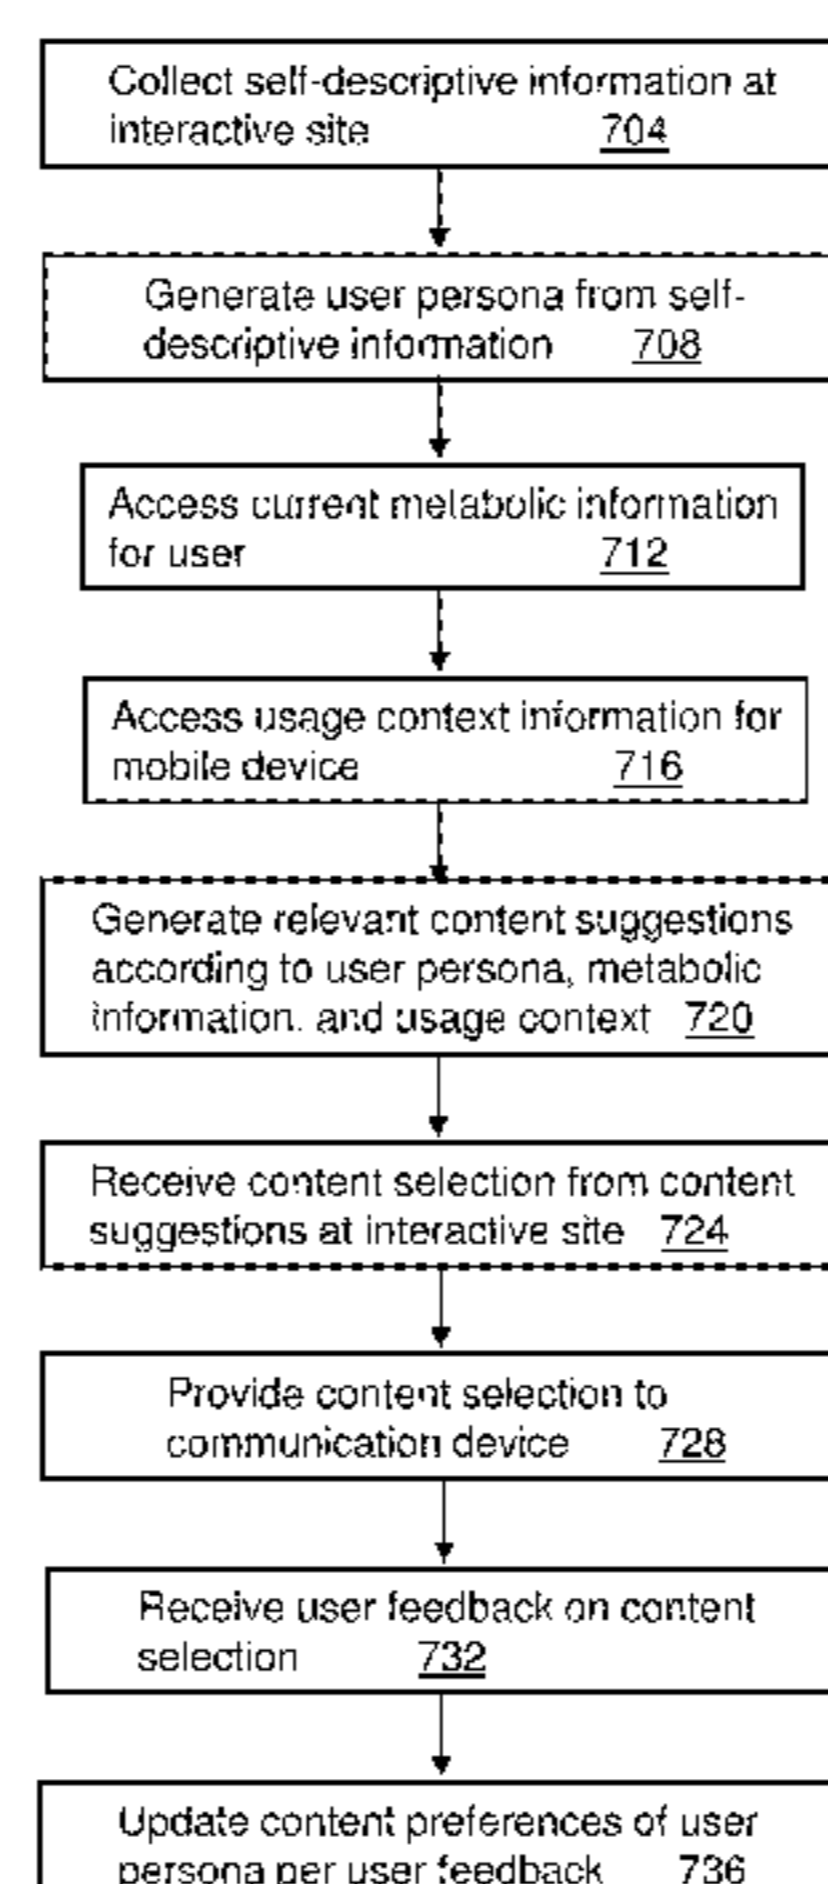 Collect self-descriptive information at
interactive site 704
Generate user persona from self-
descriptive information 708
Access current metabolic information
for user 712
Access usage context information for
mobile device 716
Generate relevant content suggestions
according to user persona, metabolic
information. and usage context 720
Receive content selection from content
suggestions at interactive site 724
Provide content selection to
communication device 728
Receive user feedback on content
selection 732
Update content preferences of user
persona per user feedback 736